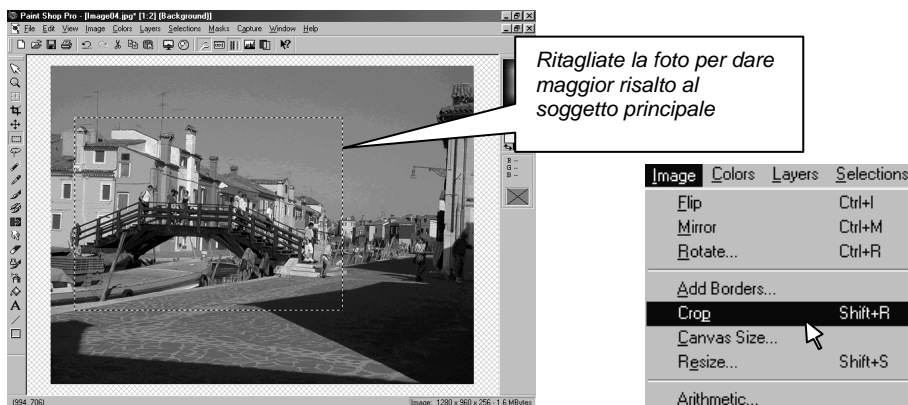 Paint Shop Pro - [Image04.jpg* [1:2] (Background)]
File Edit View Image Colors Layers Selections Masks Capture Window Help
Ritagliate la foto per dare
maggior risalto al
soggetto principale
R --
G --
B --
A
(994, 706)
Image: 1280 x 960 x 256 - 1.6 MBytes
Image Colors Layers Selections
Flip Ctrl+I
Mirror Ctrl+M
Rotate... Ctrl+R
Add Borders...
Crop Shift+R
Canvas Size...
Resize... Shift+S
Arithmetic...